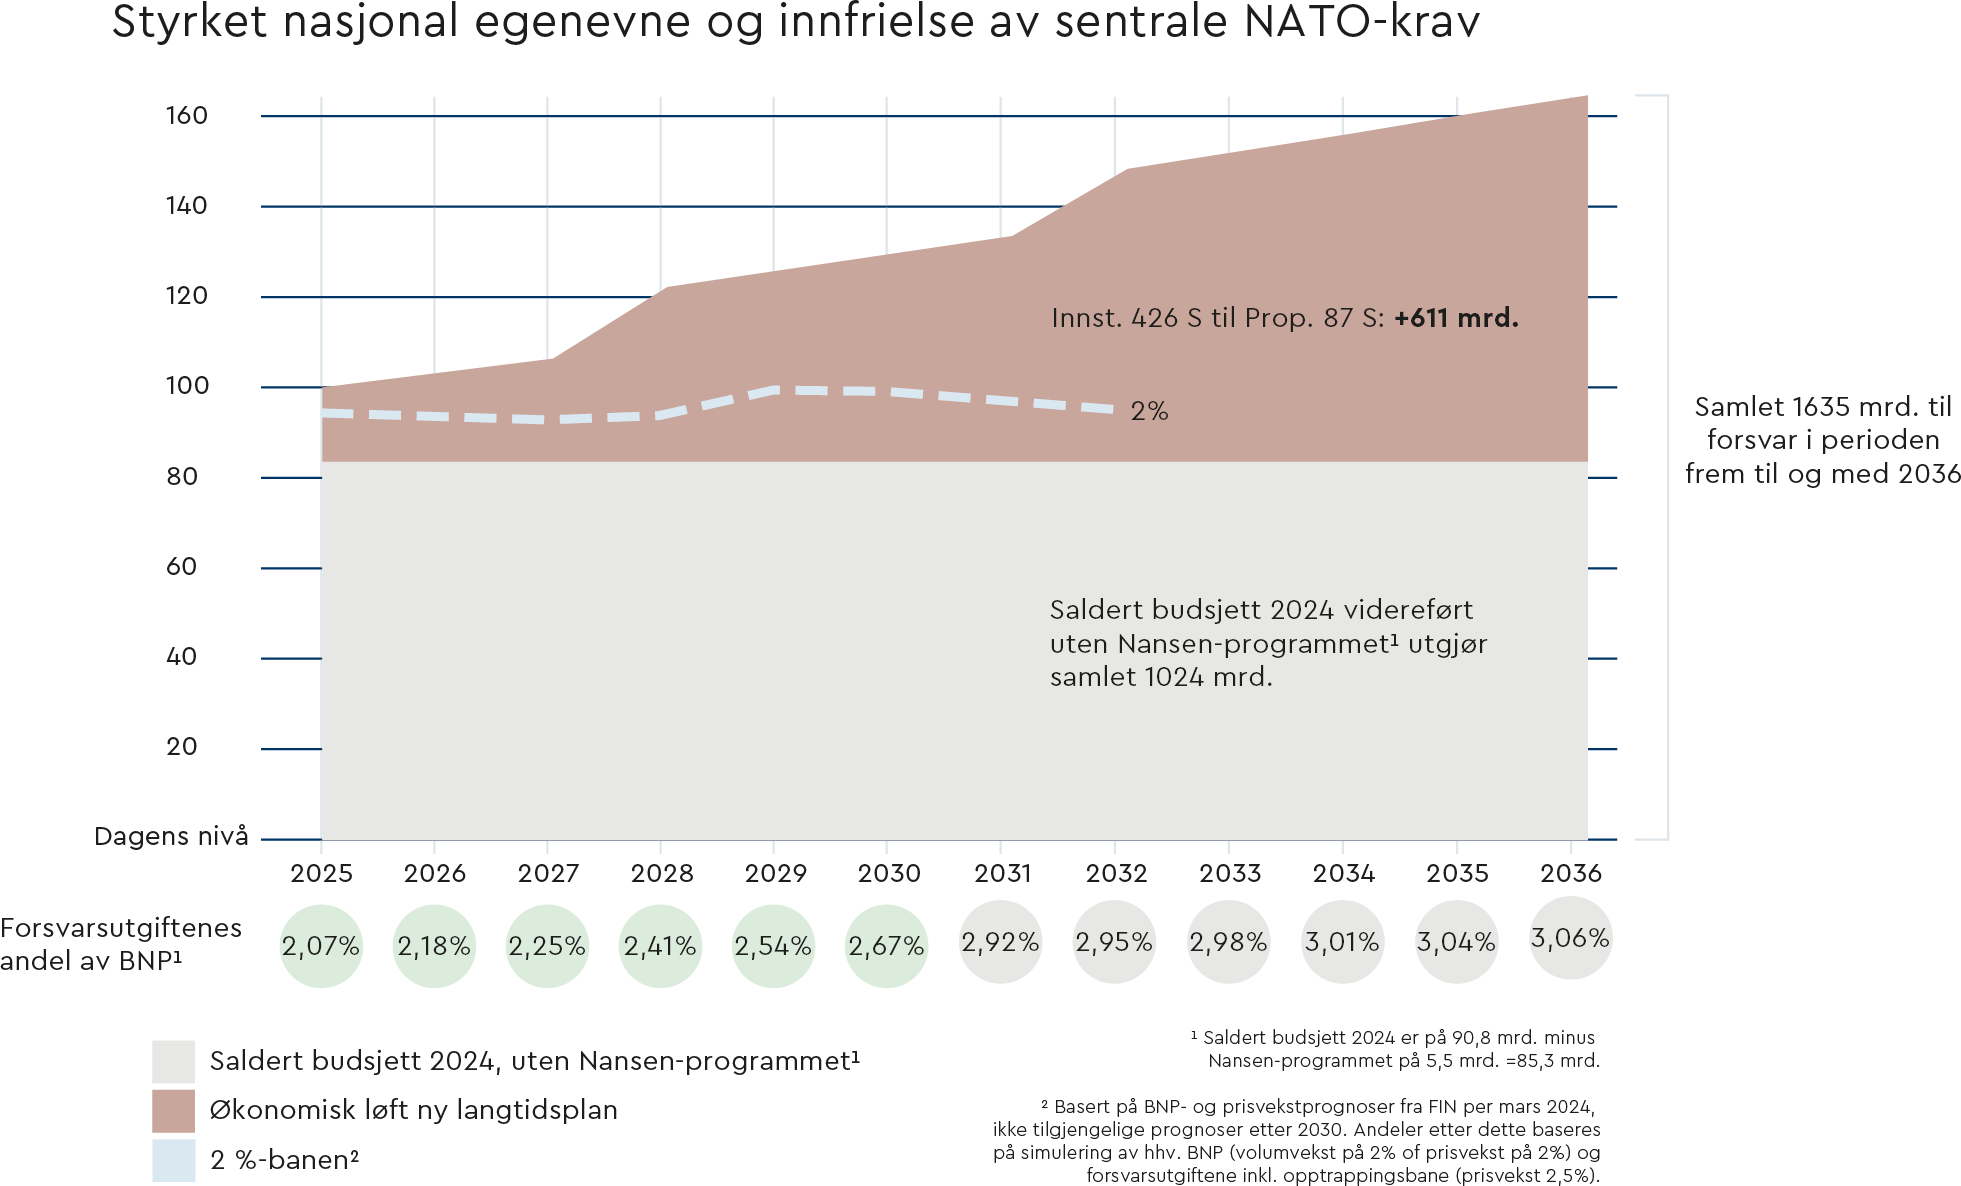 Styrket nasjonal egenevne og innfrielse av sentrale NATO-krav
160
140
120
100
80
60
40
20
Dagens nivå
Innst. 426 S til Prop. 87 S: +611 mrd.
2%
Saldert budsjett 2024 videreført
uten Nansen-programmet¹ utgjør
samlet 1024 mrd.
Samlet 1635 mrd. til
forsvar i perioden
frem til og med 2036
2025 2026 2027 2028 2029 2030 2031 2032 2033 2034 2035 2036
Forsvarsutgiftenes
andel av BNP¹
2,07% 2,18% 2,25% 2,41% 2,54% 2,67% 2,92% 2,95% 2,98% 3,01% 3,04% 3,06%
Saldert budsjett 2024, uten Nansen-programmet¹
Økonomisk løft ny langtidsplan
2 %-banen²
¹ Saldert budsjett 2024 er på 90,8 mrd. minus
Nansen-programmet på 5,5 mrd. =85,3 mrd.
² Basert på BNP- og prisvekstprognoser fra FIN per mars 2024,
ikke tilgjengelige prognoser etter 2030. Andeler etter dette baseres
på simulering av hhv. BNP (volumvekst på 2% of prisvekst på 2%) og
forsvarsutgiftene inkl. opptrappingsbane (prisvekst 2,5%).